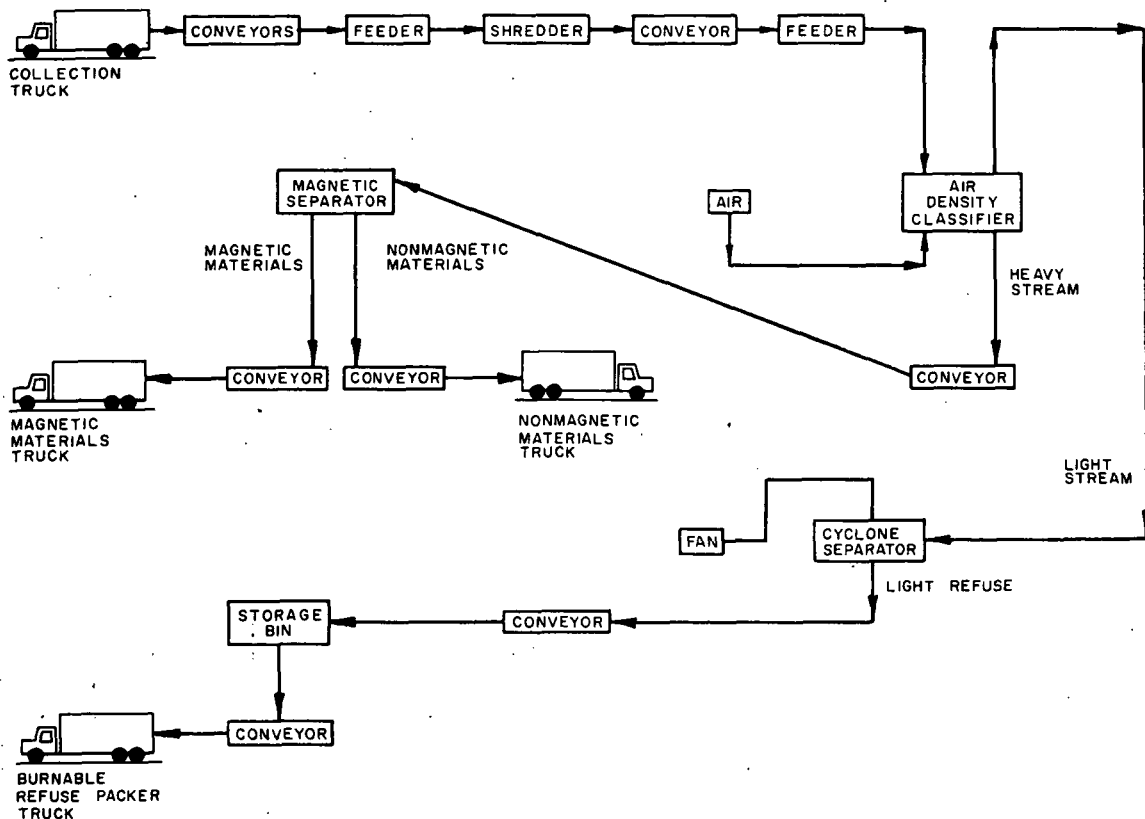 CONVEYORS
FEEDER
SHREDDER
CONVEYOR
FEEDER
COLLECTION
TRUCK
MAGNETIC
SEPARATOR
AIR
AIR
DENSITY
CLASSIFIER
MAGNETIC
MATERIALS
NONMAGNETIC
MATERIALS
HEAVY
STREAM
CONVEYOR
CONVEYOR
CONVEYOR
MAGNETIC
MATERIALS
TRUCK
NONMAGNETIC
MATERIALS
TRUCK
LIGHT
STREAM
FAN
CYCLONE
SEPARATOR
LIGHT REFUSE
STORAGE
BIN
CONVEYOR
CONVEYOR
BURNABLE
REFUSE PACKER
TRUCK